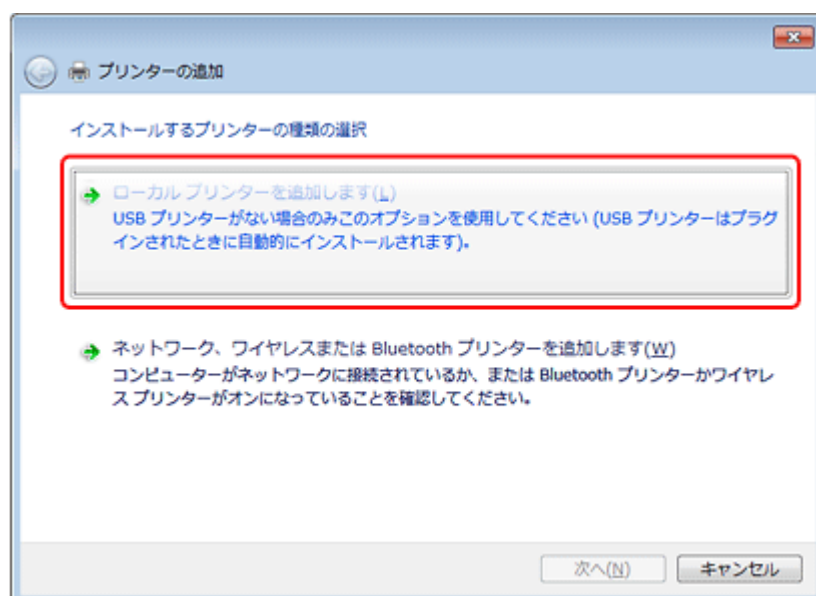 プリンターの追加
インストールするプリンターの種類の選択
ローカル プリンターを追加します(L)
USB プリンターがない場合のみこのオプションを使用してください (USB プリンターはプラグ
インされたときに自動的にインストールされます)。
ネットワーク、ワイヤレスまたは Bluetooth プリンターを追加します(W)
コンピューターがネットワークに接続されているか、または Bluetooth プリンターかワイヤレ
ス プリンターがオンになっていることを確認してください。
次へ(N) キャンセル